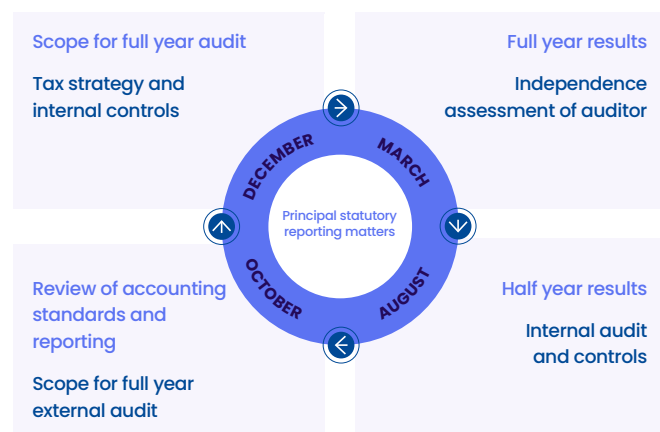 Scope for full year audit
Tax strategy and
internal controls
Full year results
Independence
assessment of auditor
DECEMBER
MARCH
Principal statutory
reporting matters
OCTOBER
AUGUST
Review of accounting
standards and
reporting
Scope for full year
external audit
Half year results
Internal audit
and controls